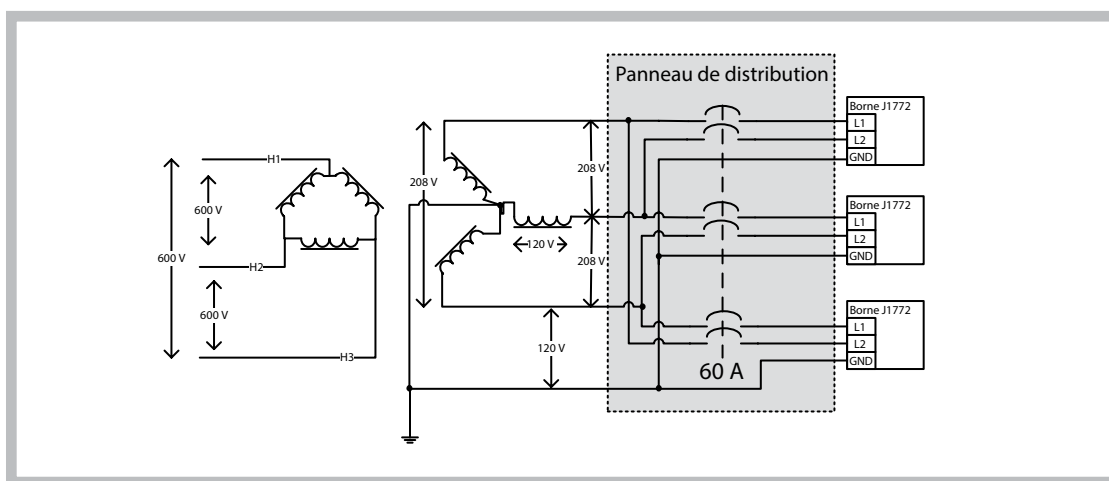 Panneau de distribution
Borne J1772
L1
L2
GND
H1
600 V
600 V
H2
600 V
H3
208 V
208 V
120 V
208 V
120 V
Borne J1772
L1
L2
GND
Borne J1772
L1
L2
GND
60 A